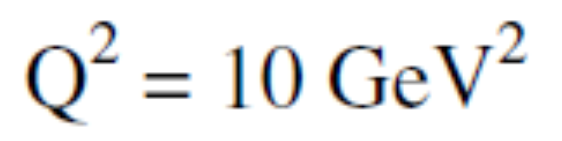 Q² = 10 GeV²